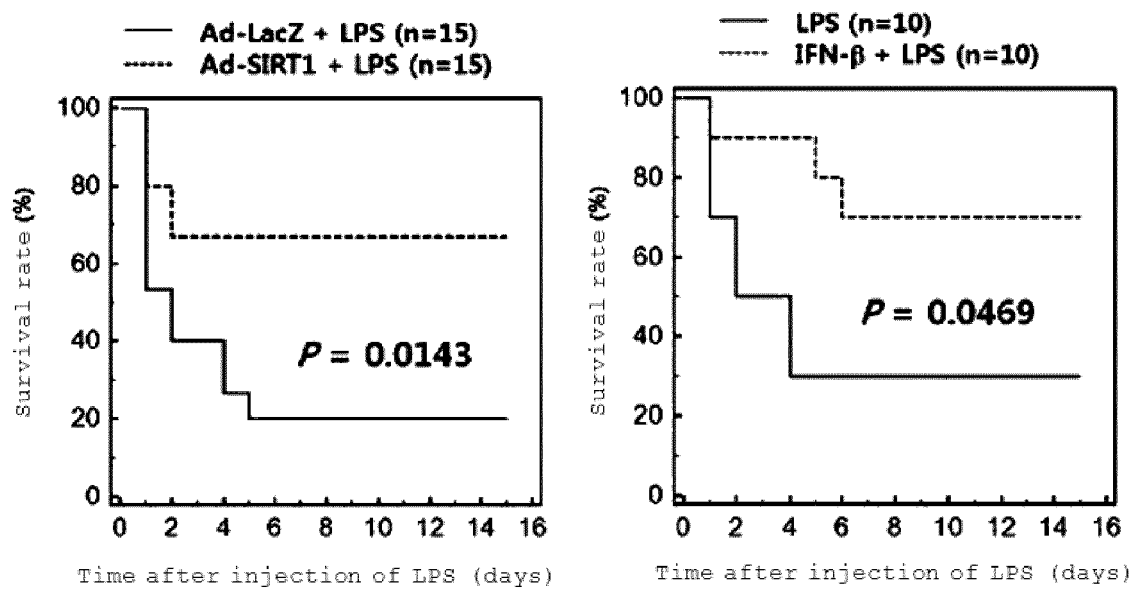 Ad-LacZ + LPS (n=15)
Ad-SIRT1 + LPS (n=15)
100
80
60
40
20
0
Survival rate (%)
P = 0.0143
0 2 4 6 8 10 12 14 16
Time after injection of LPS (days)
LPS (n=10)
IFN-β + LPS (n=10)
100
80
60
40
20
0
Survival rate (%)
P = 0.0469
0 2 4 6 8 10 12 14 16
Time after injection of LPS (days)